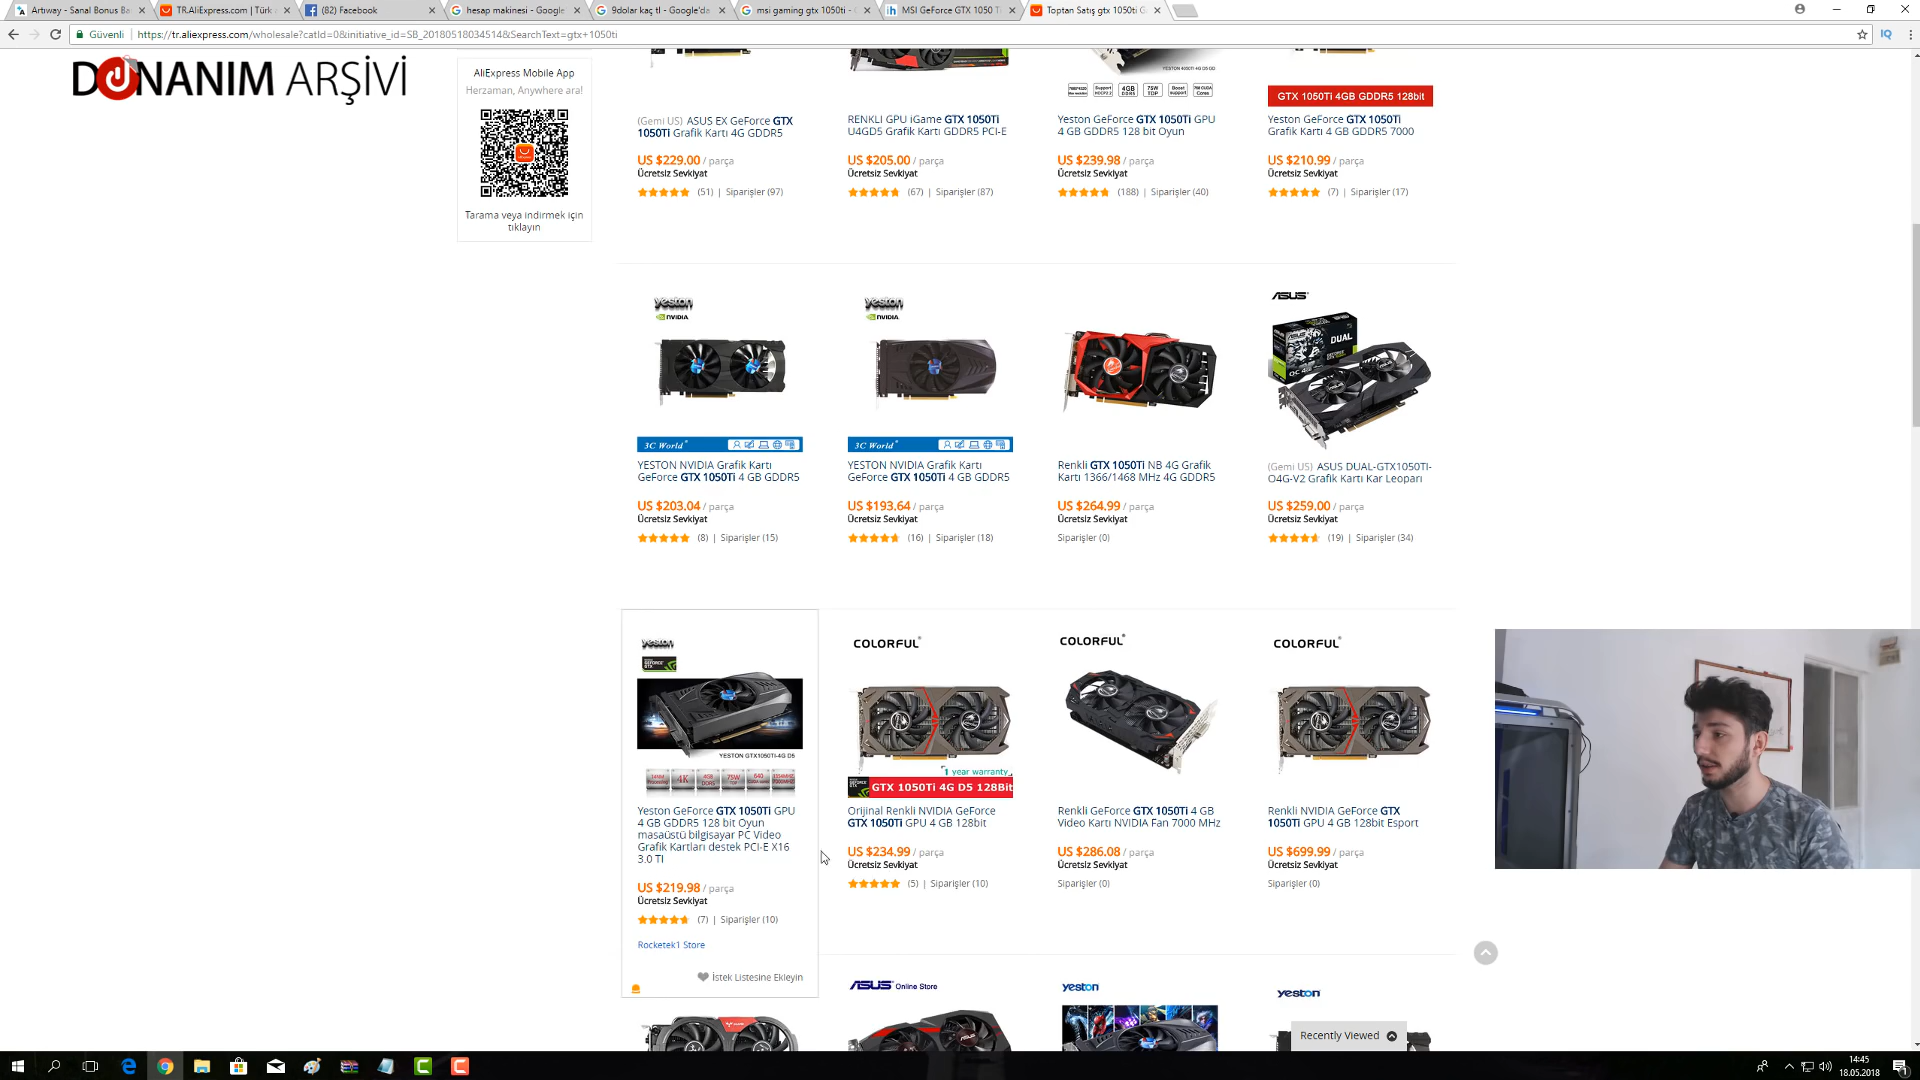 Artıway - Sanal Bonus Ba
TR.AliExpress.com | Türk
(82) Facebook
hesap makinesi - Google
9dolar kaç tl - Google'da
msi gaming gtx 1050ti - G
MSI GeForce GTX 1050 T
Toptan Satış gtx 1050ti G
Güvenli
https://tr.aliexpress.com/wholesale?catId=0&initiative_id=SB_20180518034514&SearchText=gtx+1050ti
DONANIM ARŞİVİ
AliExpress Mobile App
Herzaman, Anywhere ara!
Tarama veya indirmek için
tıklayın
YESTON 4050TI-4G D5 GD
GTX 1050Ti 4GB GDDR5 128bit
(Gemi US) ASUS EX GeForce GTX
1050Ti Grafik Kartı 4G GDDR5
US $229.00 / parça
Ücretsiz Sevkiyat
(51) | Siparişler (97)
RENKLI GPU iGame GTX 1050Ti
U4GD5 Grafik Kartı GDDR5 PCI-E
US $205.00 / parça
Ücretsiz Sevkiyat
(67) | Siparişler (87)
Yeston GeForce GTX 1050Ti GPU
4 GB GDDR5 128 bit Oyun
US $239.98 / parça
Ücretsiz Sevkiyat
(188) | Siparişler (40)
Yeston GeForce GTX 1050Ti
Grafik Kartı 4 GB GDDR5 7000
US $210.99 / parça
Ücretsiz Sevkiyat
(7) | Siparişler (17)
yeston
NVIDIA
3C World
YESTON NVIDIA Grafik Kartı
GeForce GTX 1050Ti 4 GB GDDR5
US $203.04 / parça
Ücretsiz Sevkiyat
(8) | Siparişler (15)
yeston
NVIDIA
3C World
YESTON NVIDIA Grafik Kartı
GeForce GTX 1050Ti 4 GB GDDR5
US $193.64 / parça
Ücretsiz Sevkiyat
(16) | Siparişler (18)
Renkli GTX 1050Ti NB 4G Grafik
Kartı 1366/1468 MHz 4G GDDR5
US $264.99 / parça
Ücretsiz Sevkiyat
Siparişler (0)
ASUS
DUAL
(Gemi US) ASUS DUAL-GTX1050TI-
O4G-V2 Grafik Kartı Kar Leoparı
US $259.00 / parça
Ücretsiz Sevkiyat
(19) | Siparişler (34)
yeston
YESTON GTX1050TI-4G D5
Yeston GeForce GTX 1050Ti GPU
4 GB GDDR5 128 bit Oyun
masaüstü bilgisayar PC Video
Grafik Kartları destek PCI-E X16
3.0 TI
US $219.98 / parça
Ücretsiz Sevkiyat
(7) | Siparişler (10)
Rocketek1 Store
İstek Listesine Ekleyin
COLORFUL
1 year warranty
GTX 1050Ti 4G D5 128Bit
Orijinal Renkli NVIDIA GeForce
GTX 1050Ti GPU 4 GB 128bit
US $234.99 / parça
Ücretsiz Sevkiyat
(5) | Siparişler (10)
COLORFUL
Renkli GeForce GTX 1050Ti 4 GB
Video Kartı NVIDIA Fan 7000 MHz
US $286.08 / parça
Ücretsiz Sevkiyat
Siparişler (0)
COLORFUL
Renkli NVIDIA GeForce GTX
1050Ti GPU 4 GB 128bit Esport
US $699.99 / parça
Ücretsiz Sevkiyat
Siparişler (0)
ASUS Online Store
yeston
yeston
Recently Viewed
14:45
18.05.2018